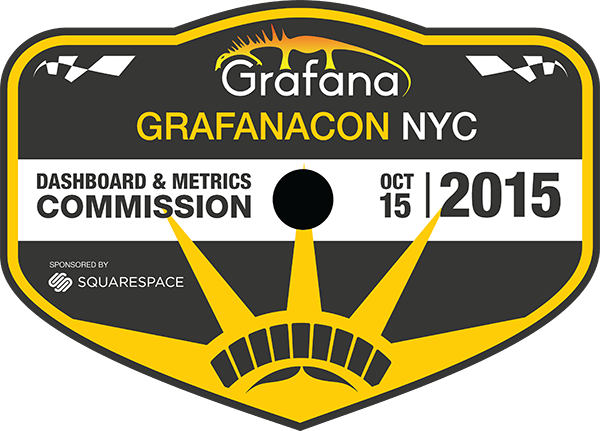 Grafana
GRAFANACON NYC
DASHBOARD & METRICS
COMMISSION
OCT
15
2015
SPONSORED BY
SQUARESPACE